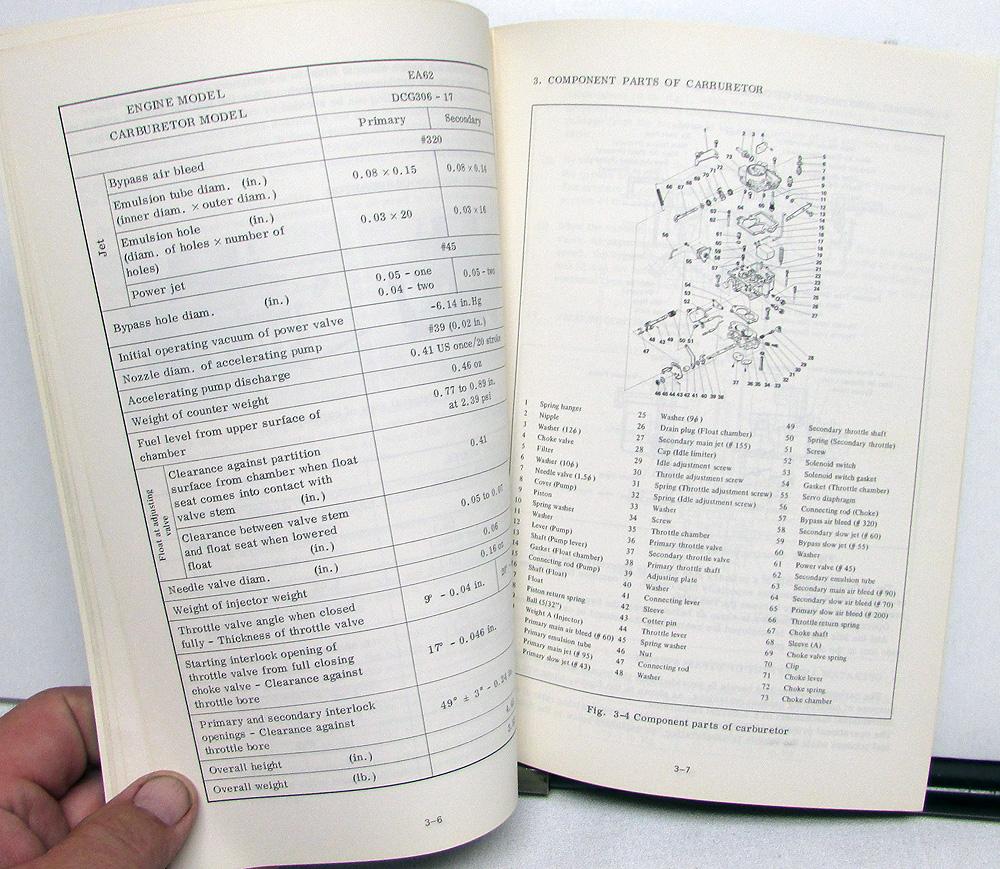 ENGINE MODEL EA62
CARBURETOR MODEL DCG306 - 17
Primary Secondary
Jet
Bypass air bleed #320
Emulsion tube diam. (in.)
(inner diam. × outer diam.) 0.08 × 0.15 0.08 × 0.14
Emulsion hole (in.)
(diam. of holes × number of
holes) 0.03 × 20 0.03 × 16
Power jet #45
Bypass hole diam. (in.) 0.05 - one 0.05 - two
0.04 - two
Initial operating vacuum of power valve -6.14 in.Hg
Nozzle diam. of accelerating pump #39 (0.02 in.)
Accelerating pump discharge 0.41 US once/20 stroke
Weight of counter weight 0.46 oz
Fuel level from upper surface of
chamber 0.77 to 0.89 in.
at 2.39 psi
Float at adjusting
valve
Clearance against partition
surface from chamber when float
seat comes into contact with
valve stem (in.) 0.41
Clearance between valve stem
and float seat when lowered
float (in.) 0.05 to 0.07
Needle valve diam. (in.) 0.06
Weight of injector weight 0.16 oz
Throttle valve angle when closed
fully - Thickness of throttle valve 9° - 0.04 in.
Starting interlock opening of
throttle valve from full closing
choke valve - Clearance against
throttle bore 17° - 0.046 in.
Primary and secondary interlock
openings - Clearance against
throttle bore 49° ± 3° - 0.24
Overall height (in.)
Overall weight (lb.)
3-6
3. COMPONENT PARTS OF CARRURETOR
1 Spring hanger
2 Nipple
3 Washer (12ϕ)
4 Choke valve
5 Filter
6 Washer (10ϕ)
7 Needle valve (1.5ϕ)
8 Cover (Pump)
9 Piston
10 Spring washer
11 Washer
12 Lever (Pump)
13 Shaft (Pump lever)
Gasket (Float chamber)
Connecting rod (Pump)
Shaft (Float)
Float
Piston return spring
Ball (5/32")
Weight A (Injector)
Primary main air bleed (# 60)
Primary emulsion tube
Primary main jet (# 95)
Primary slow jet (# 43)
25 Washer (9ϕ)
26 Drain plug (Float chamber)
27 Secondary main jet (# 155)
28 Cap (Idle limiter)
29 Idle adjustment screw
30 Throttle adjustment screw
31 Spring (Throttle adjustment screw)
32 Spring (Idle adjustment screw)
33 Washer
34 Screw
35 Throttle chamber
36 Primary throttle valve
37 Secondary throttle valve
38 Primary throttle shaft
39 Adjusting plate
40 Washer
41 Connecting lever
42 Sleeve
43 Cotter pin
44 Throttle lever
45 Spring washer
46 Nut
47 Connecting rod
48 Washer
49 Secondary throttle shaft
50 Spring (Secondary throttle)
51 Screw
52 Solenoid switch
53 Solenoid switch gasket
54 Gasket (Throttle chamber)
55 Servo diaphragm
56 Connecting rod (Choke)
57 Bypass air bleed (# 320)
58 Secondary slow jet (# 60)
59 Bypass slow jet (# 55)
60 Washer
61 Power valve (# 45)
62 Secondary emulsion tube
63 Secondary main air bleed (# 90)
64 Secondary slow air bleed (# 70)
65 Primary slow air bleed (# 200)
66 Throttle return spring
67 Choke shaft
68 Sleeve (A)
69 Choke valve spring
70 Clip
71 Choke lever
72 Choke spring
73 Choke chamber
Fig. 3-4 Component parts of carburetor
3-7